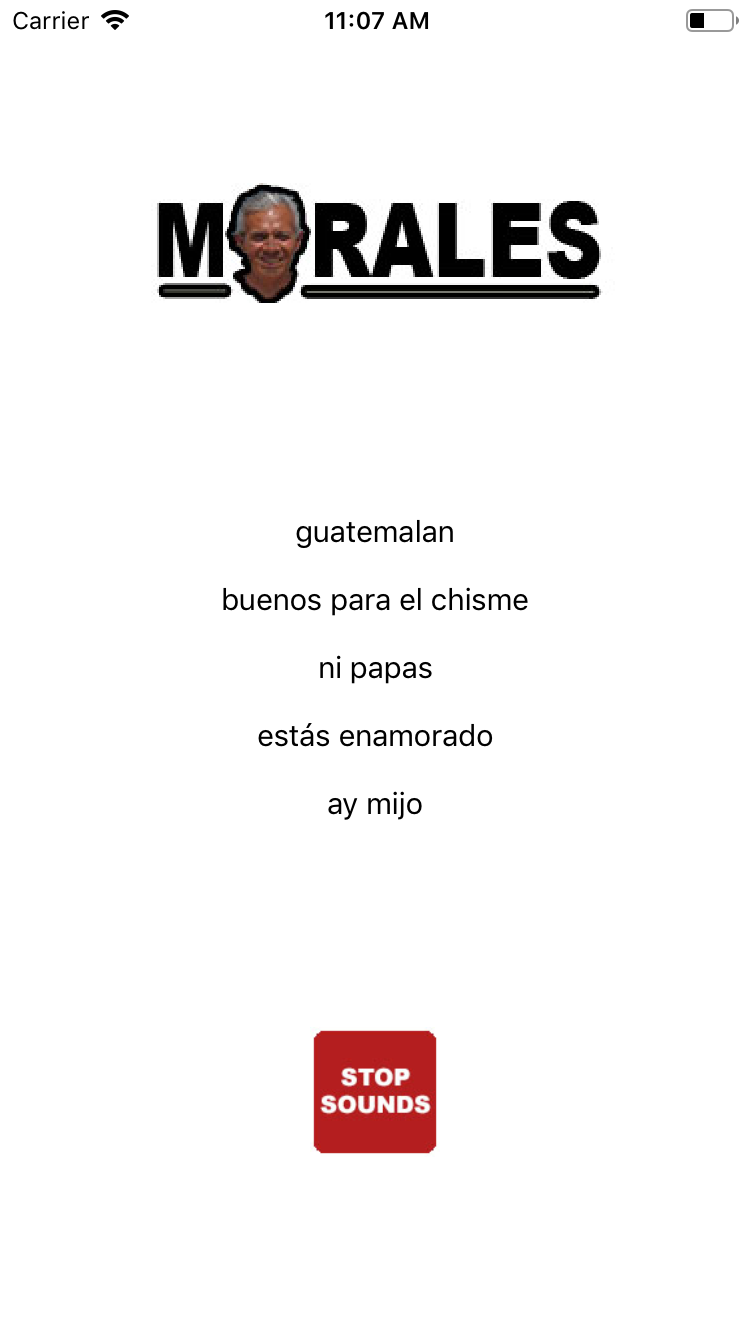 Carrier 11:07 AM
MORALES
guatemalan
buenos para el chisme
ni papas
estás enamorado
ay mijo
STOP
SOUNDS